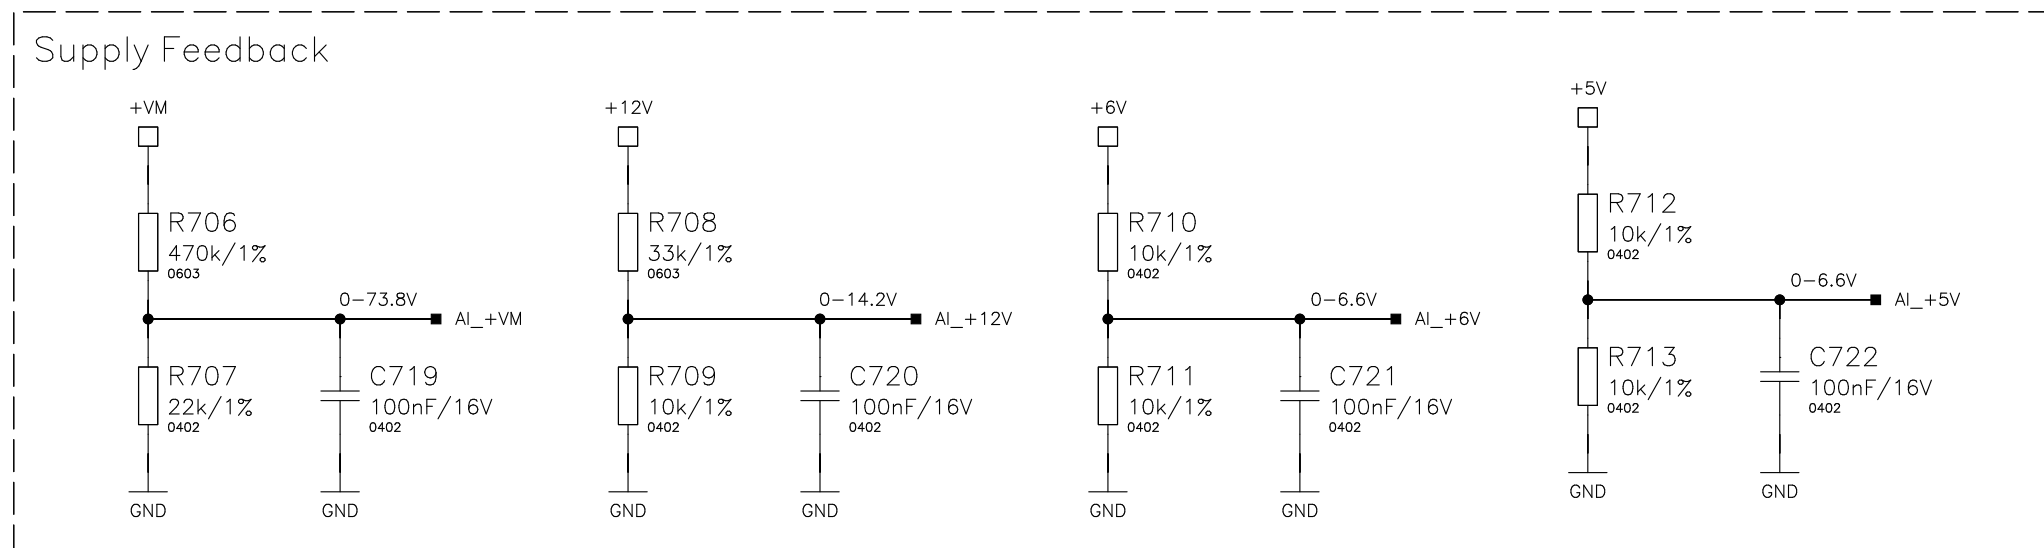 Supply Feedback
+VM
R706
470k/1%
0603
0-73.8V
AI_+VM
R707
22k/1%
0402
C719
100nF/16V
0402
GND
GND
+12V
R708
33k/1%
0603
0-14.2V
AI_+12V
R709
10k/1%
0402
C720
100nF/16V
0402
GND
GND
+6V
R710
10k/1%
0402
0-6.6V
AI_+6V
R711
10k/1%
0402
C721
100nF/16V
0402
GND
GND
+5V
R712
10k/1%
0402
0-6.6V
AI_+5V
R713
10k/1%
0402
C722
100nF/16V
0402
GND
GND